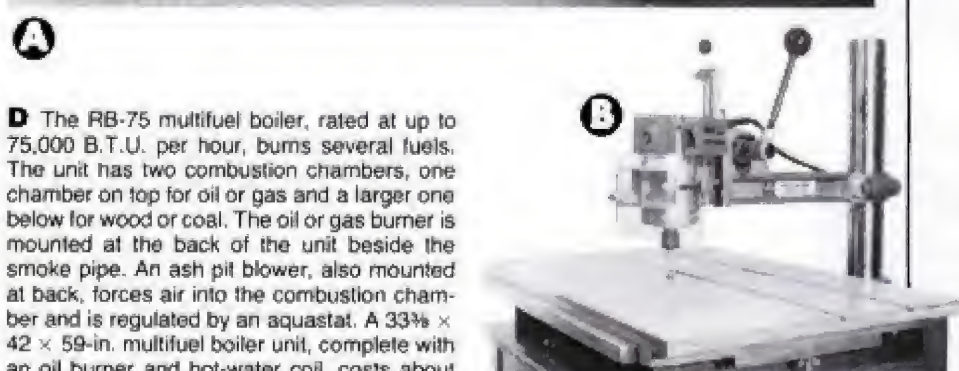 A
B
D The RB-75 multifuel boiler, rated at up to
75,000 B.T.U. per hour, burns several fuels.
The unit has two combustion chambers, one
chamber on top for oil or gas and a larger one
below for wood or coal. The oil or gas burner is
mounted at the back of the unit beside the
smoke pipe. An ash pit blower, also mounted
at back, forces air into the combustion cham-
ber and is regulated by an aquastat. A ×
42 × 59-in. multifuel boiler unit, complete with
an oil burner and hot-water coil, costs about